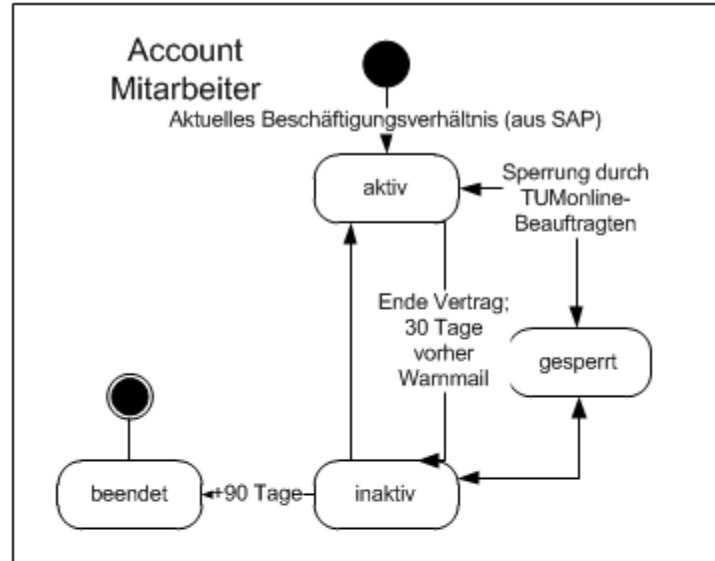 Account
Mitarbeiter
Aktuelles Beschäftigungsverhältnis (aus SAP)
aktiv
Sperrung durch
TUMonline-
Beauftragten
Ende Vertrag;
30 Tage
vorher
Warnmail
gesperrt
beendet
+90 Tage
inaktiv